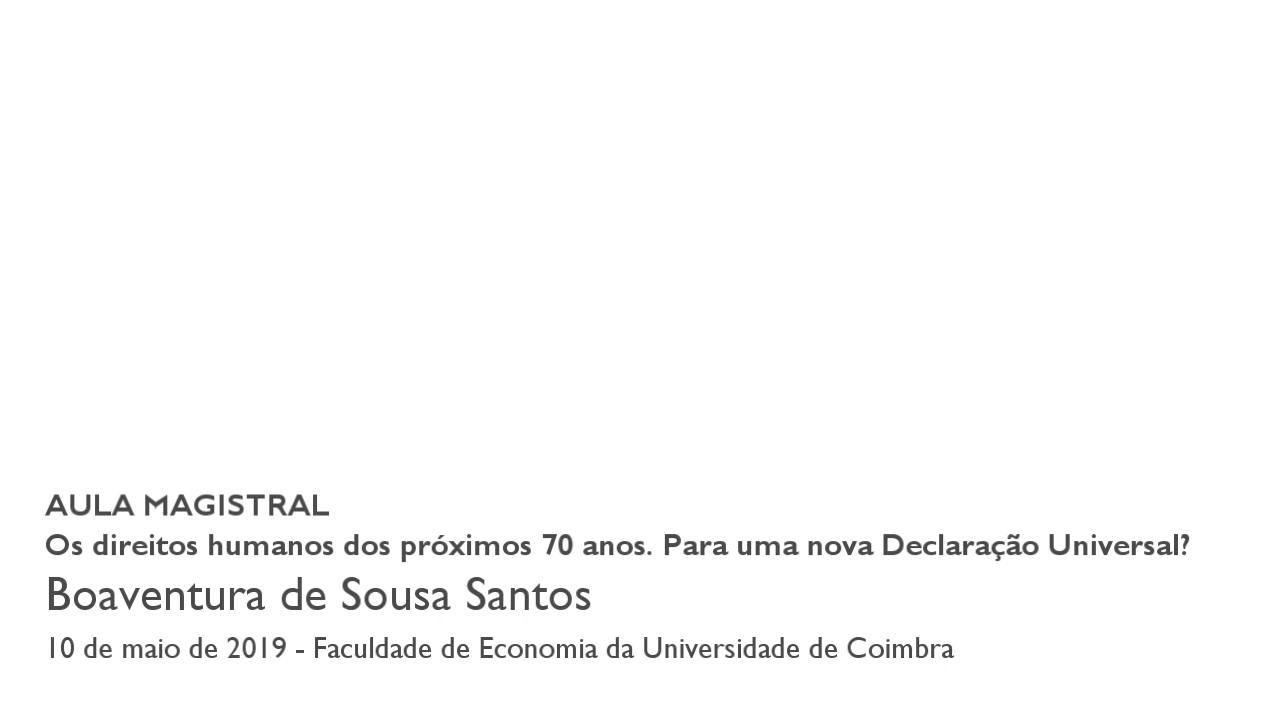 AULA MAGISTRAL
Os direitos humanos dos próximos 70 anos. Para uma nova Declaração Universal?
Boaventura de Sousa Santos
10 de maio de 2019 - Faculdade de Economia da Universidade de Coimbra